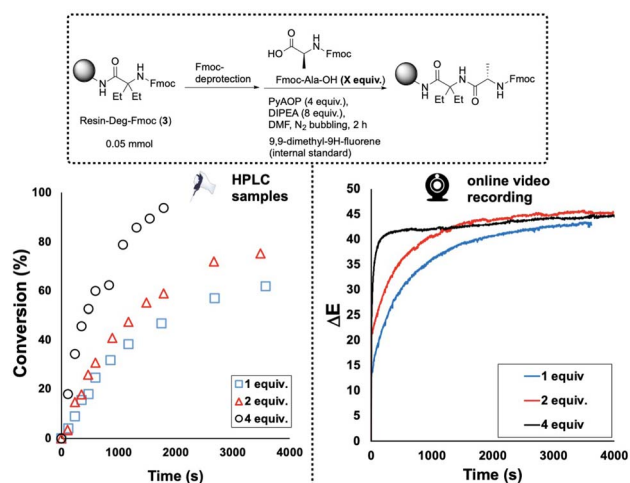 Fmoc-
deprotection
O
HO
H
N
Fmoc
Fmoc-Ala-OH (X equiv.)
PyAOP (4 equiv.),
DIPEA (8 equiv.),
DMF, N2 bubbling, 2 h
9,9-dimethyl-9H-fluorene
(internal standard)
O
N
H
H
N
Fmoc
Et Et
Resin-Deg-Fmoc (3)
0.05 mmol
O
N
H
H
N
O
N
H
Fmoc
Et Et
HPLC
samples
Conversion (%)
100
80
60
40
20
0
0 1000 2000 3000 4000
Time (s)
1 equiv.
2 equiv.
4 equiv.
online video
recording
ΔE
50
45
40
35
30
25
20
15
10
5
0
0 1000 2000 3000 4000
Time (s)
1 equiv
2 equiv.
4 equiv